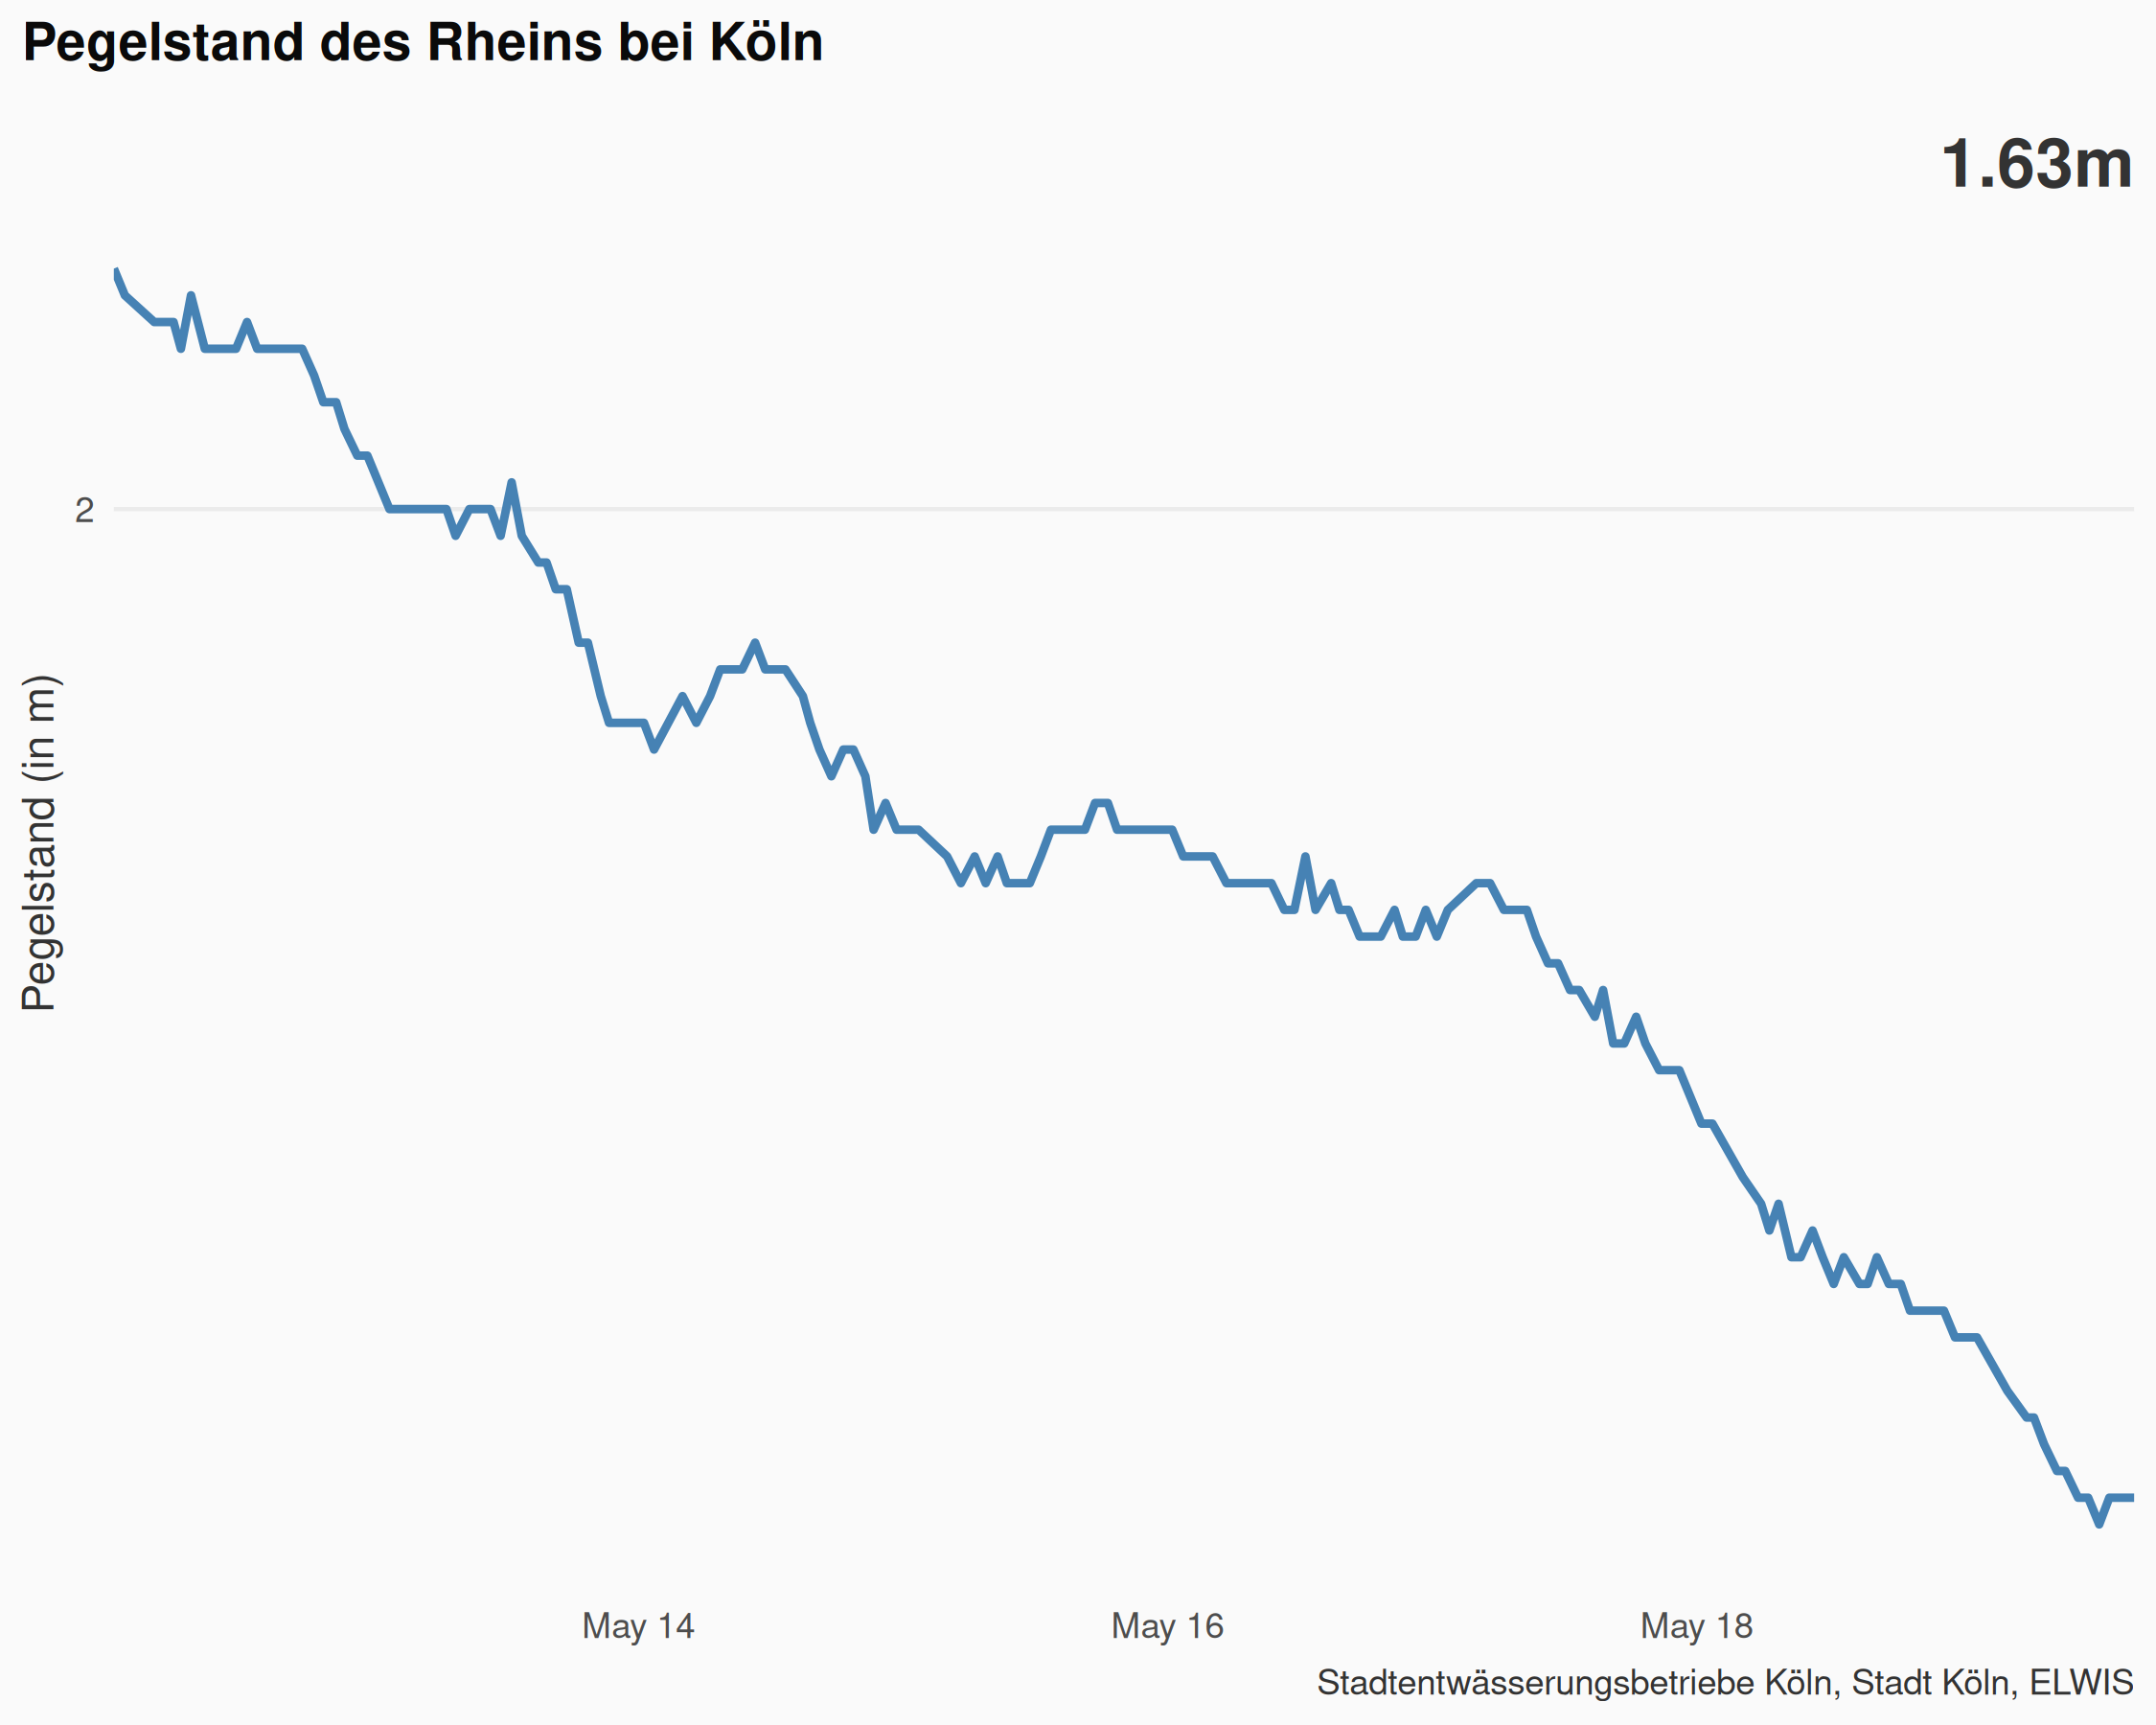 Pegelstand des Rheins bei Köln
1.63m
2
Pegelstand (in m)
May 14
May 16
May 18
Stadtentwässerungsbetriebe Köln, Stadt Köln, ELWIS